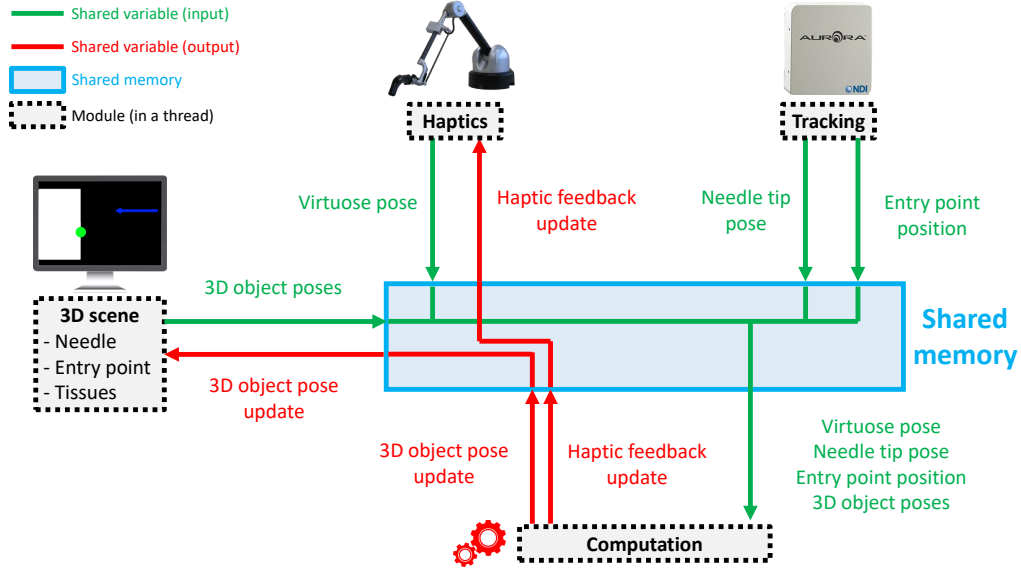 Shared variable (input)
Shared variable (output)
Shared memory
Module (in a thread)
AURORA
NDI
Haptics
Tracking
Virtuose pose
Haptic feedback
update
Needle tip
pose
Entry point
position
3D object poses
3D scene
- Needle
- Entry point
- Tissues
Shared
memory
3D object pose
update
3D object pose
update
Haptic feedback
update
Virtuose pose
Needle tip pose
Entry point position
3D object poses
Computation